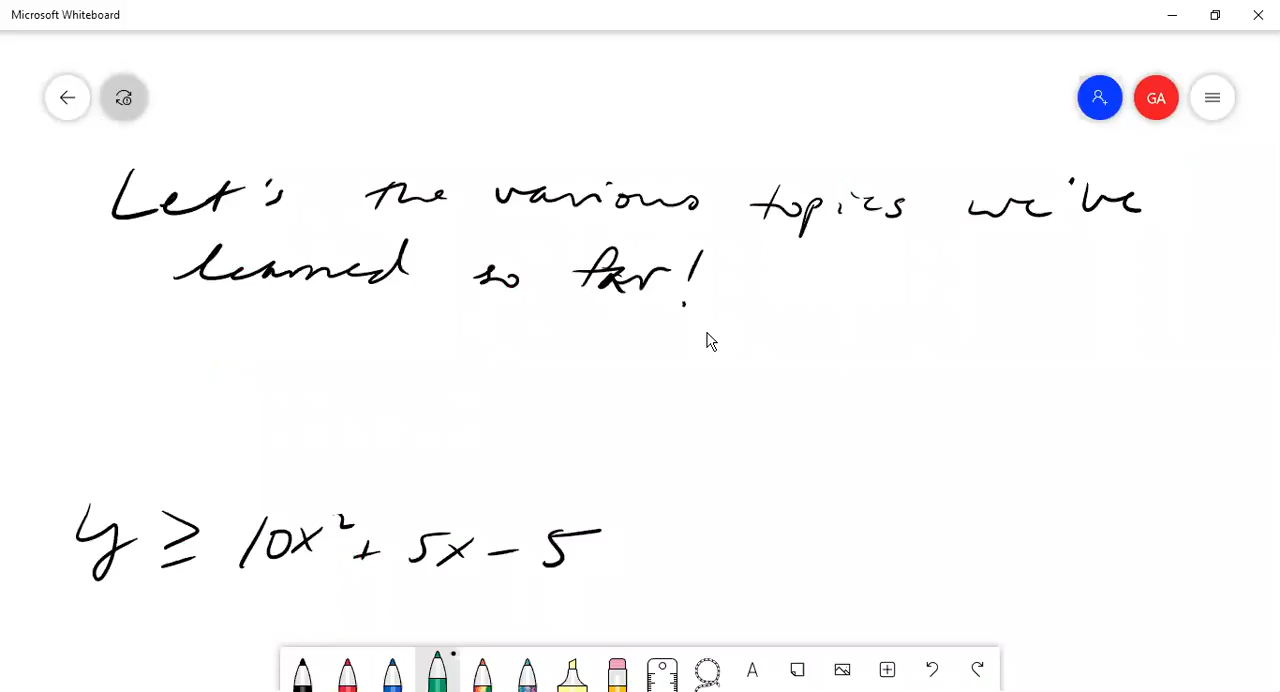 Microsoft Whiteboard
GA
Let's the various topics we've
learned so far!
y ≥ 10x² + 5x - 5
A